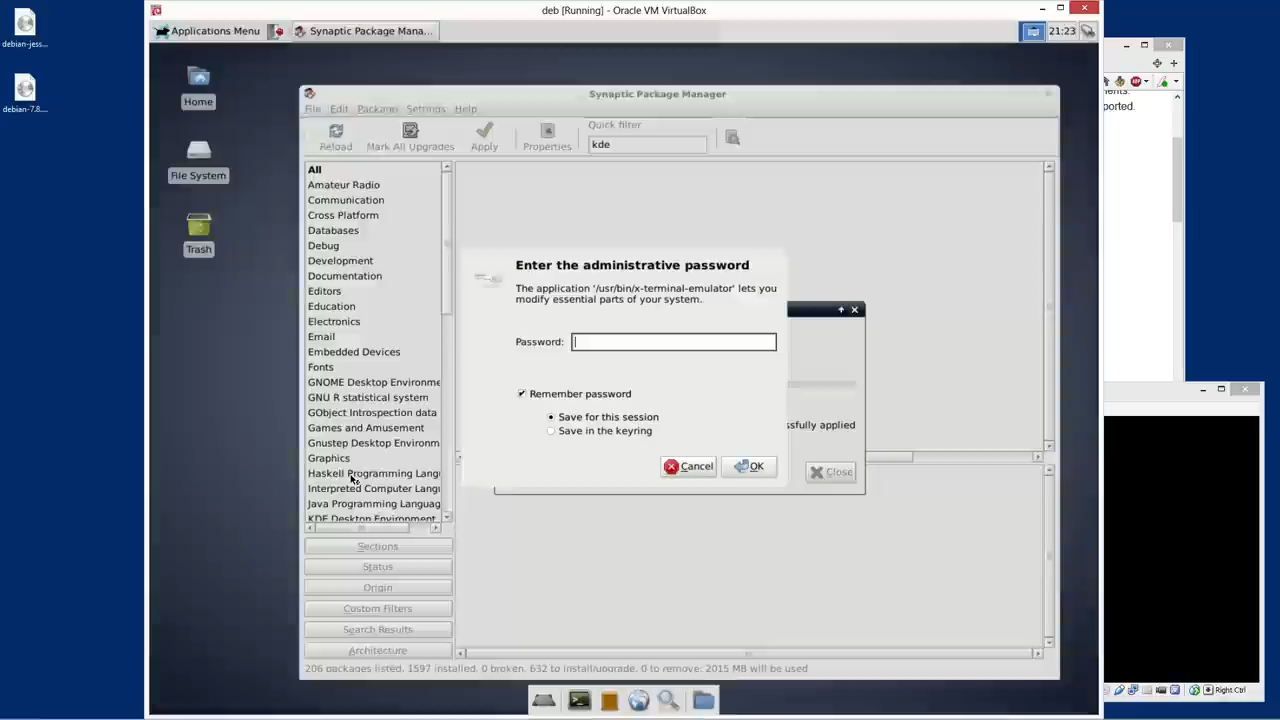 deb [Running] - Oracle VM VirtualBox
debian-jess...
debian-7.8....
Applications Menu
Synaptic Package Mana...
21:23
Home
File System
Trash
Synaptic Package Manager
File Edit Packages Settings Help
Reload
Mark All Upgrades
Apply
Properties
Quick filter
kde
All
Amateur Radio
Communication
Cross Platform
Databases
Debug
Development
Documentation
Editors
Education
Electronics
Email
Embedded Devices
Fonts
GNOME Desktop Environme
GNU R statistical system
GObject Introspection data
Games and Amusement
Gnustep Desktop Environm
Graphics
Haskell Programming Langu
Interpreted Computer Langu
Java Programming Languag
KDE Desktop Environment
Sections
Status
Origin
Custom Filters
Search Results
Architecture
206 packages listed, 1597 installed, 0 broken. 632 to install/upgrade, 0 to remove; 2015 MB will be used
Enter the administrative password
The application '/usr/bin/x-terminal-emulator' lets you
modify essential parts of your system.
Password:
Remember password
Save for this session
Save in the keyring
Cancel
OK
ssfully applied
Close
ported.
Right Ctrl